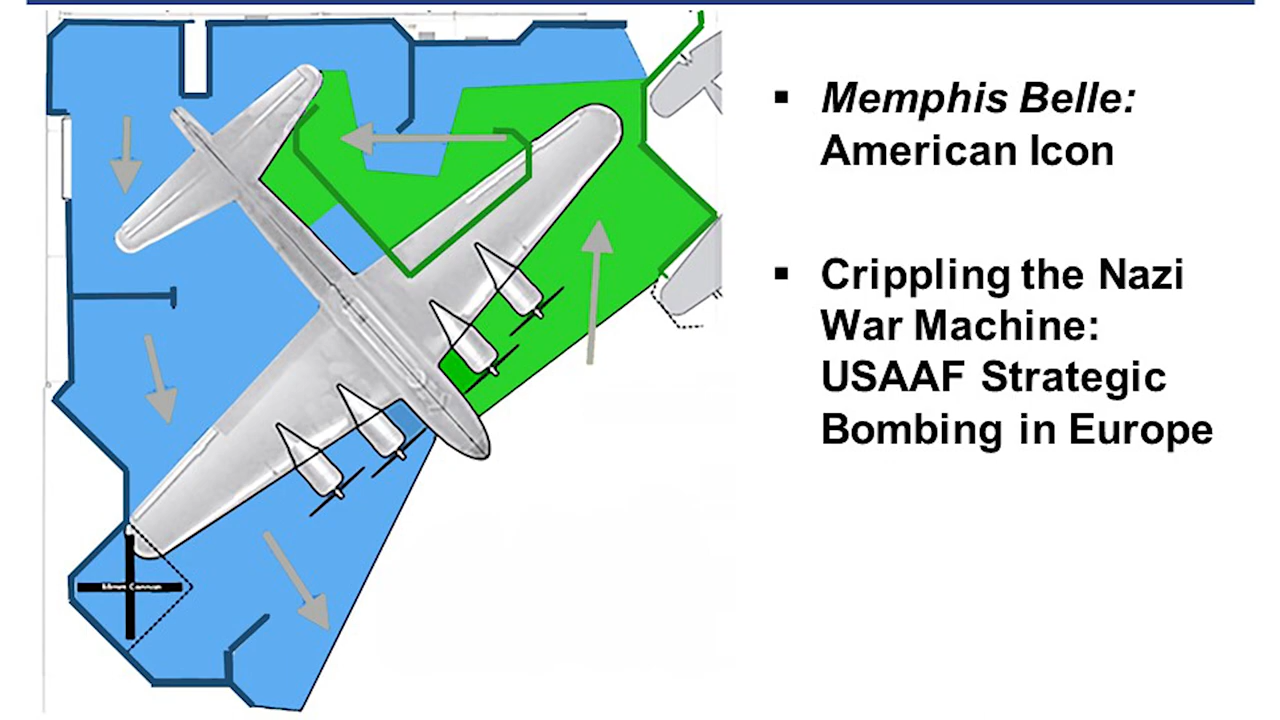 Memphis Belle:
American Icon
Crippling the Nazi
War Machine:
USAAF Strategic
Bombing in Europe